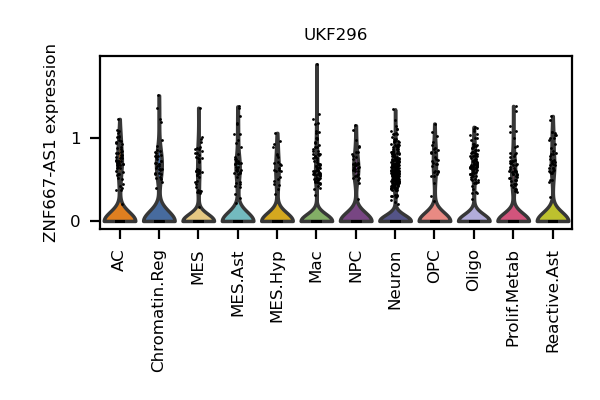 UKF296
ZNF667-AS1 expression
1
0
AC
Chromatin.Reg
MES
MES.Ast
MES.Hyp
Mac
NPC
Neuron
OPC
Oligo
Prolif.Metab
Reactive.Ast